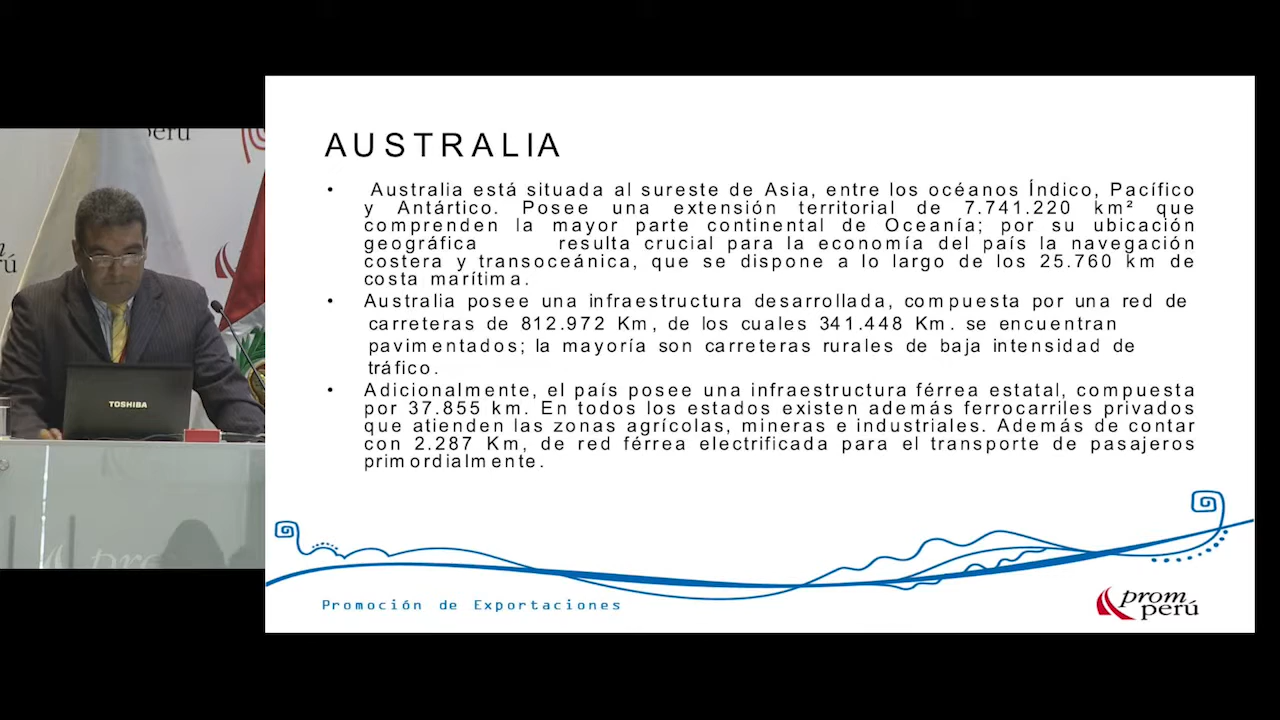 perú
AUSTRALIA
• Australia está situada al sureste de Asia, entre los océanos Índico, Pacífico
y Antártico. Posee una extensión territorial de 7.741.220 km² que
comprenden la mayor parte continental de Oceanía; por su ubicación
geográfica resulta crucial para la economía del país la navegación
costera y transoceánica, que se dispone a lo largo de los 25.760 km de
costa marítima.
• Australia posee una infraestructura desarrollada, compuesta por una red de
carreteras de 812.972 Km, de los cuales 341.448 Km. se encuentran
pavimentados; la mayoría son carreteras rurales de baja intensidad de
tráfico.
• Adicionalmente, el país posee una infraestructura férrea estatal, compuesta
por 37.855 km. En todos los estados existen además ferrocarriles privados
que atienden las zonas agrícolas, mineras e industriales. Además de contar
con 2.287 Km, de red férrea electrificada para el transporte de pasajeros
primordialmente.
TOSHIBA
Promoción de Exportaciones
prom
perú